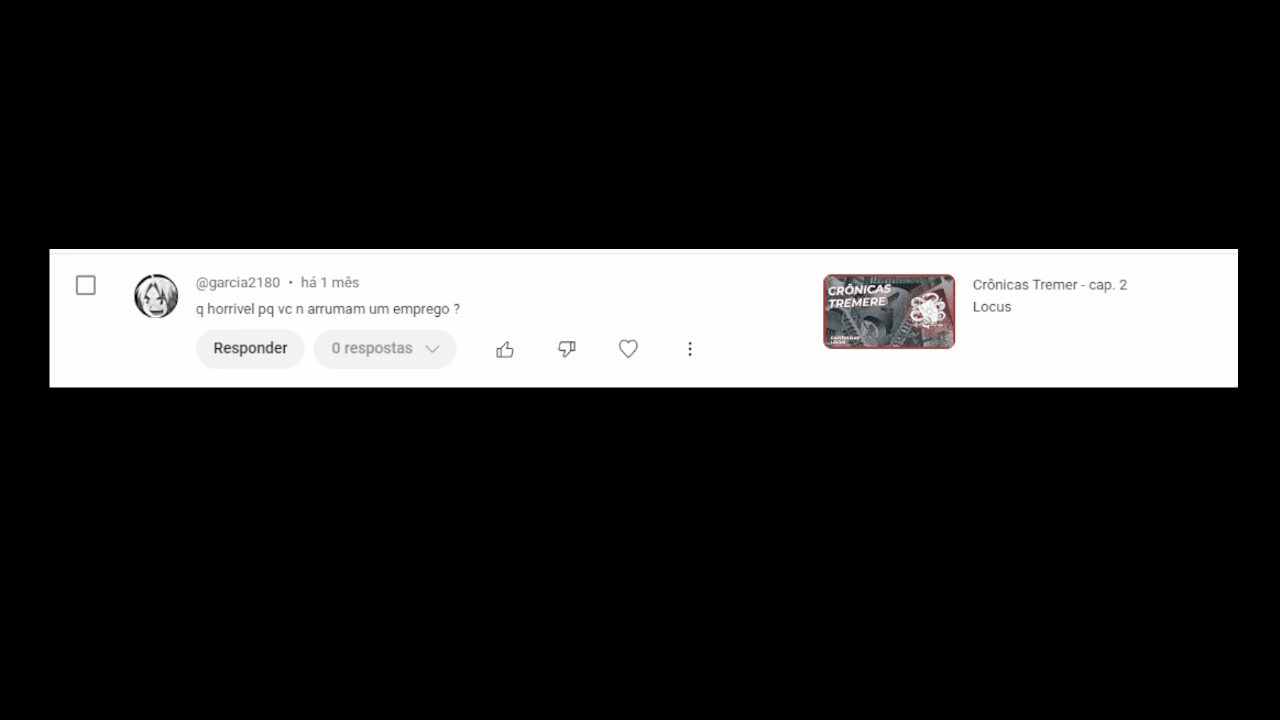 @garcia2180 • há 1 mês
q horrivel pq vc n arrumam um emprego ?
Responder
0 respostas
CRÔNICAS
TREMERE
Crônicas Tremer - cap. 2
Locus